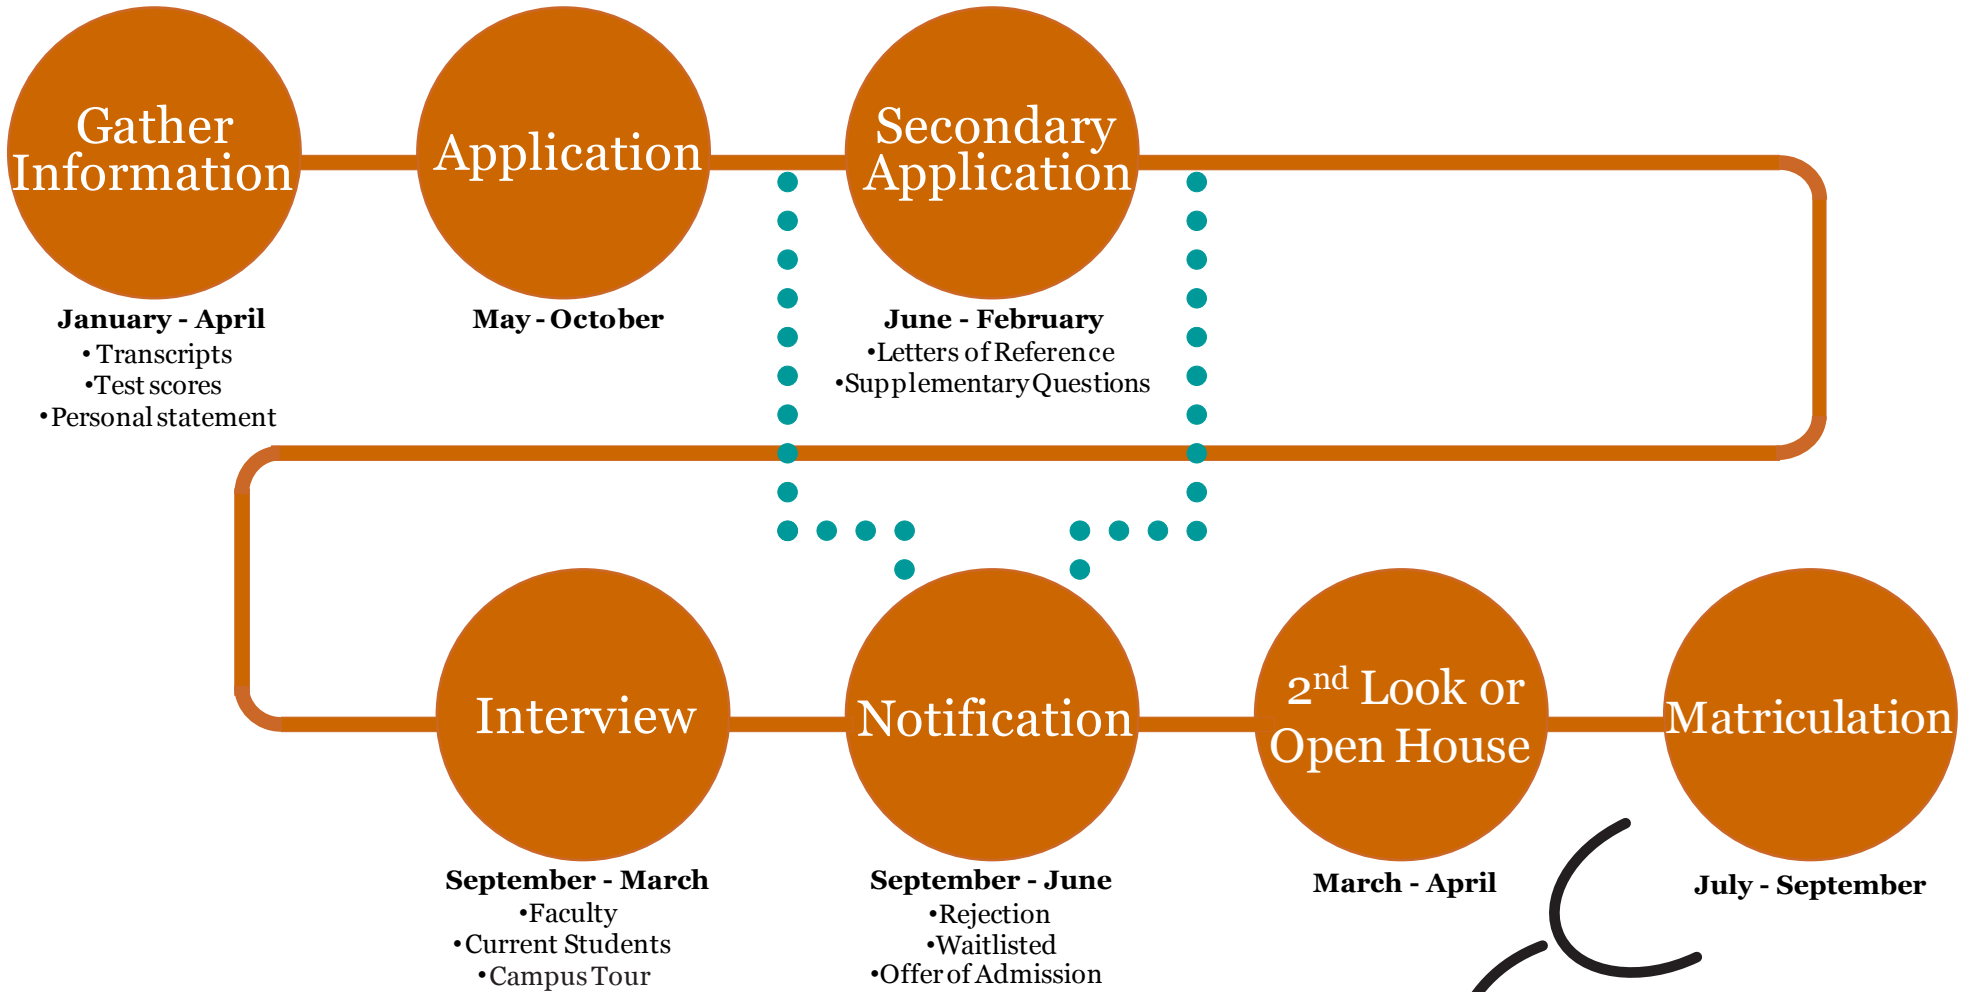 Gather
Information
January - April
• Transcripts
• Test scores
• Personal statement
Application
May - October
Secondary
Application
June - February
• Letters of Reference
• Supplementary Questions
Interview
September - March
• Faculty
• Current Students
• Campus Tour
Notification
September - June
• Rejection
• Waitlisted
• Offer of Admission
2nd Look or
Open House
March - April
Matriculation
July - September